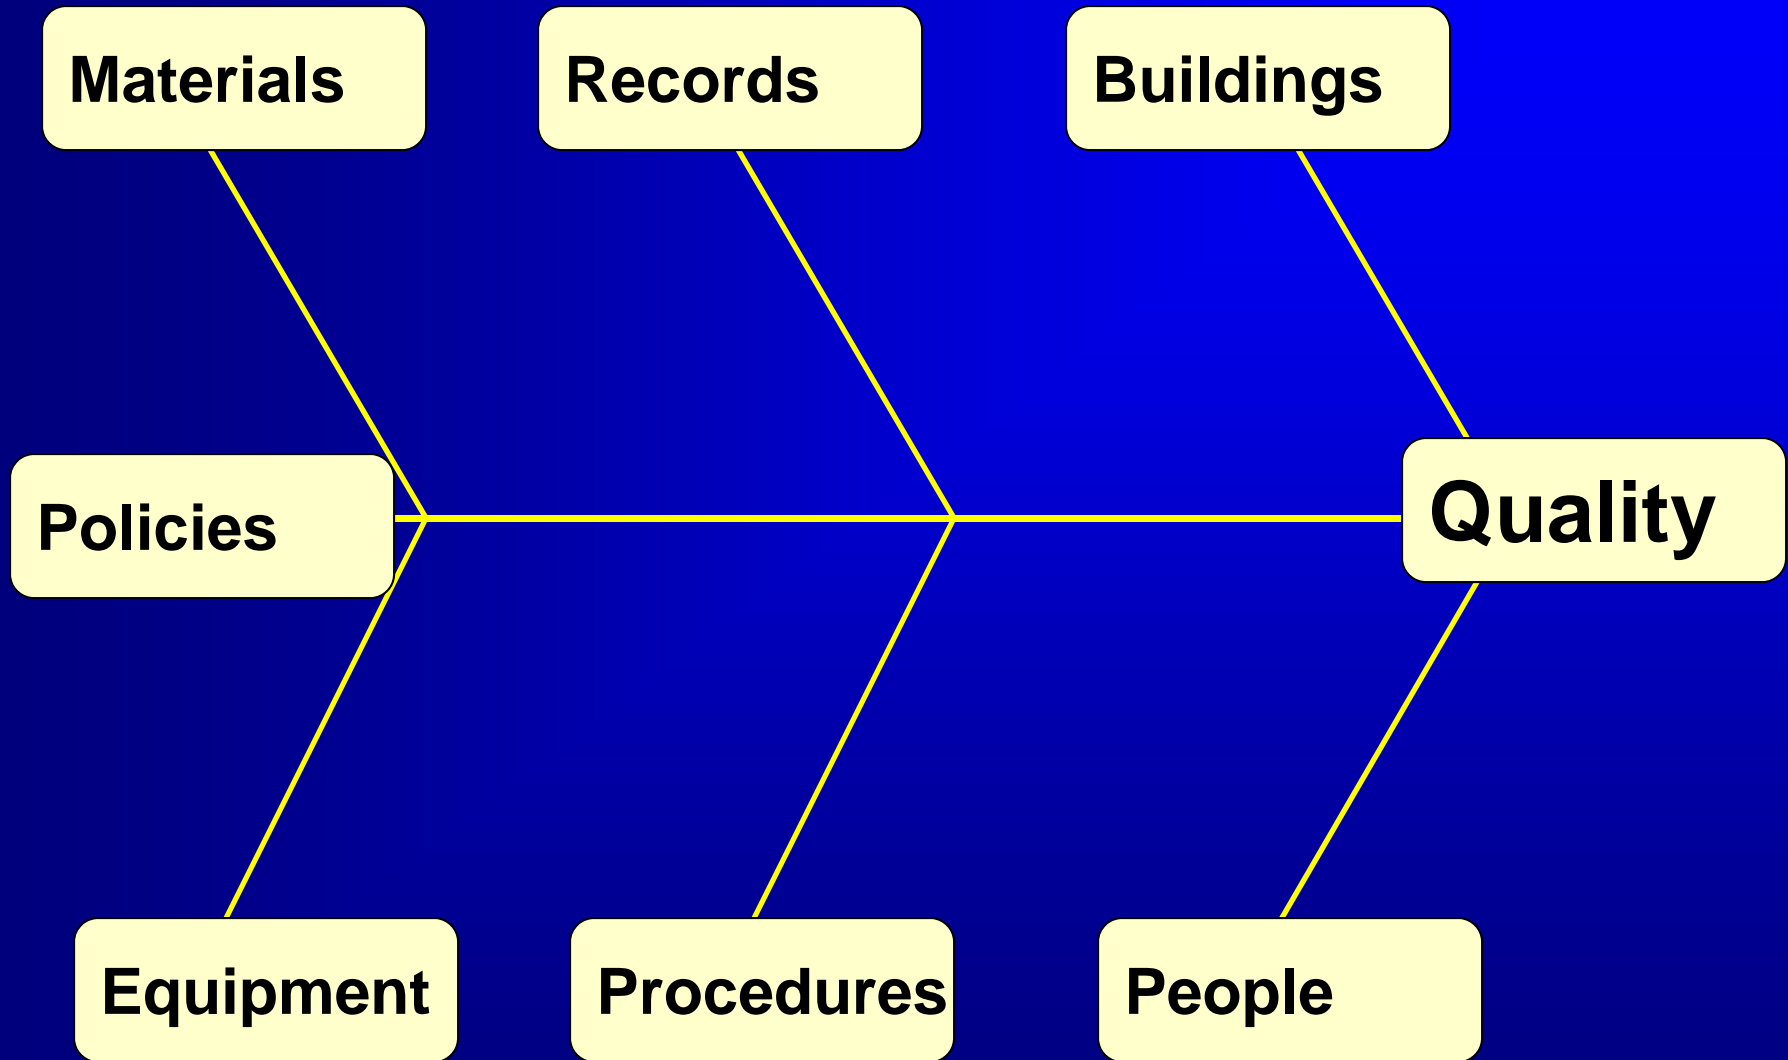 Materials
Records
Buildings
Policies
Quality
Equipment
Procedures
People